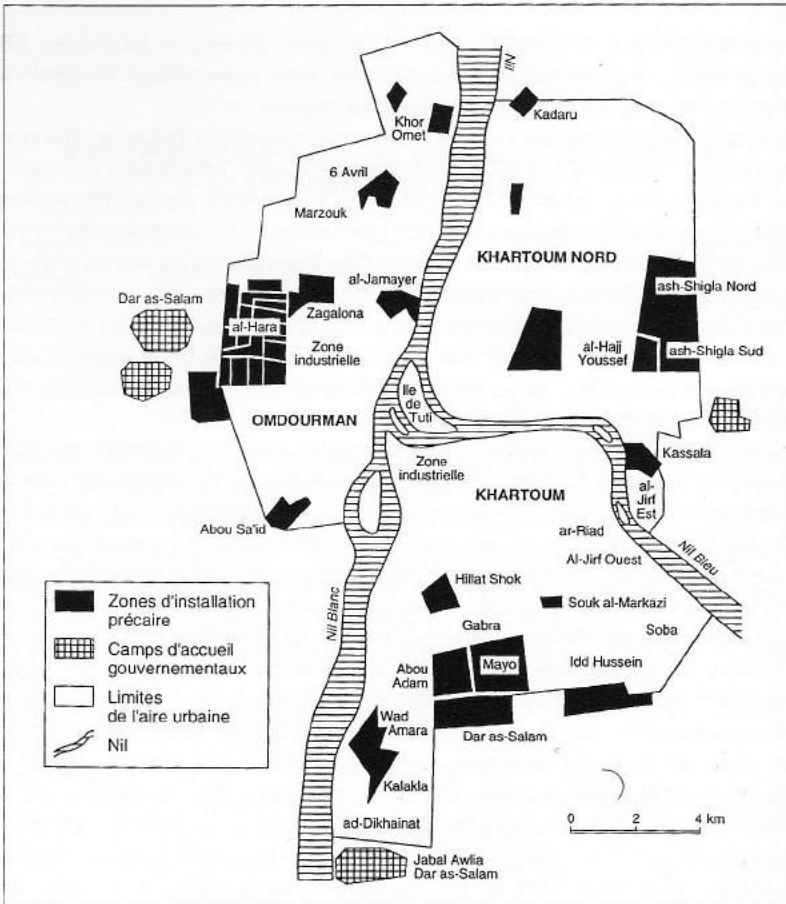 Nil
Khor
Omet
Kadaru
6 Avril
Marzouk
KHARTOUM NORD
Dar as-Salam
al-Jamayer
ash-Shigla Nord
al-Hara
Zagalona
Zone
industrielle
al-Hajj
Youssef
ash-Shigla Sud
Ile
de
Tuti
OMDOURMAN
Zone
industrielle
Kassala
KHARTOUM
al-
Jirf
Est
Abou Sa'id
ar-Riad
Al-Jirf Ouest
Nil Bleu
Nil Blanc
Hillat Shok
Souk al-Markazi
Gabra
Soba
Abou
Adam
Mayo
Idd Hussein
Wad
Amara
Dar as-Salam
Kalakla
ad-Dikhainat
Jabal Awlia
Dar as-Salam
Zones d'installation
précaire
Camps d'accueil
gouvernementaux
Limites
de l'aire urbaine
Nil
0 2 4 km